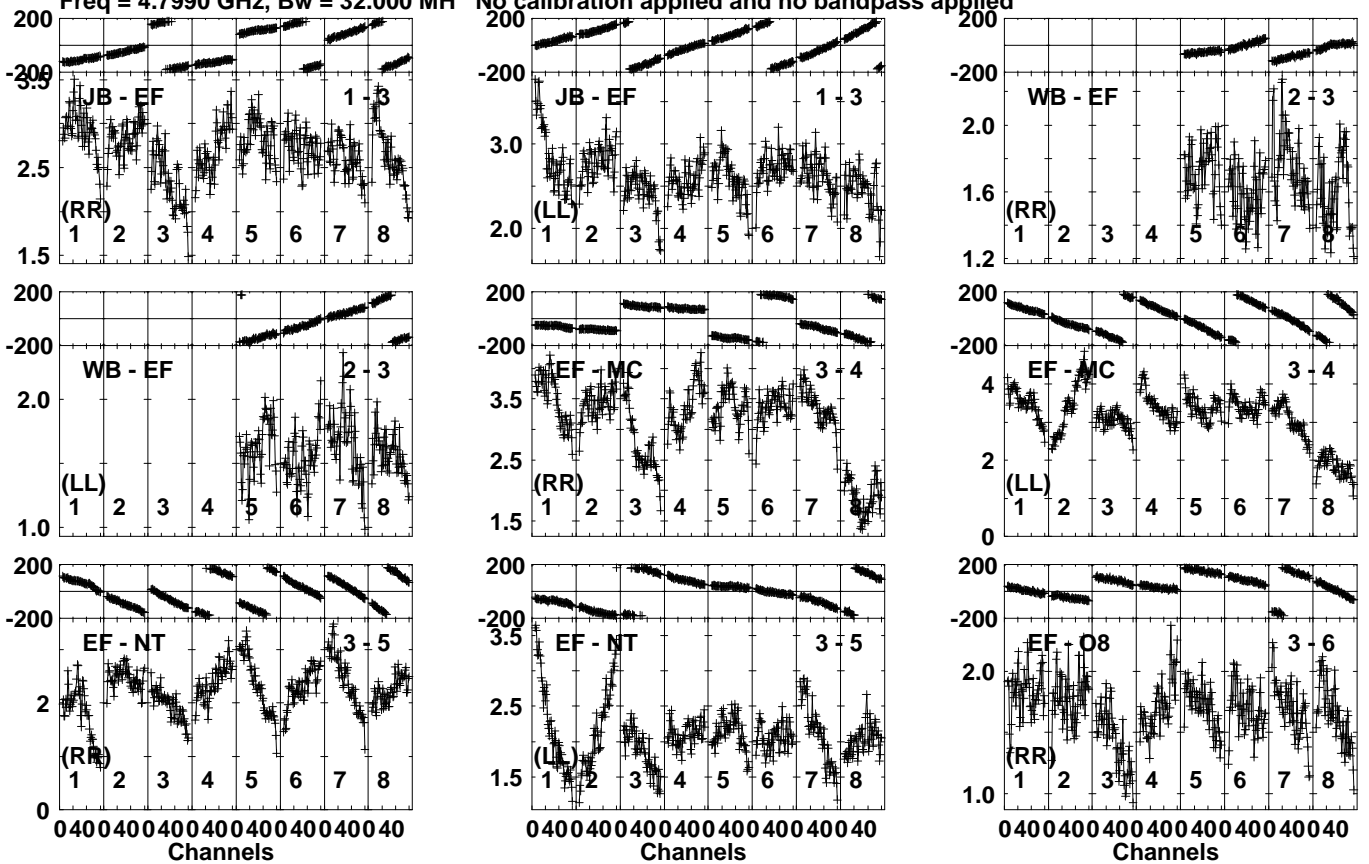 Freq = 4.7990 GHz, Bw = 32.000 MH No calibration applied and no bandpass applied
200
-200
3.5
2.5
1.5
JB - EF
1 - 3
(RR)
1 2 3 4 5 6 7 8
200
-200
3.0
2.0
JB - EF
1 - 3
(LL)
1 2 3 4 5 6 7 8
200
-200
2.0
1.6
1.2
WB - EF
2 - 3
(RR)
1 2 3 4 5 6 7 8
200
-200
2.0
1.0
WB - EF
2 - 3
(LL)
1 2 3 4 5 6 7 8
200
-200
3.5
2.5
1.5
EF - MC
3 - 4
(RR)
1 2 3 4 5 6 7 8
200
-200
4
2
0
EF - MC
3 - 4
(LL)
1 2 3 4 5 6 7 8
200
-200
2
0
EF - NT
3 - 5
(RR)
1 2 3 4 5 6 7 8
0 40 0 40 0 40 0 40 0 40 0 40 0 40 0 40
Channels
200
-200
3.5
2.5
1.5
EF - NT
3 - 5
(LL)
1 2 3 4 5 6 7 8
0 40 0 40 0 40 0 40 0 40 0 40 0 40 0 40
Channels
200
-200
2.0
1.0
EF - O8
3 - 6
(RR)
1 2 3 4 5 6 7 8
0 40 0 40 0 40 0 40 0 40 0 40 0 40 0 40
Channels